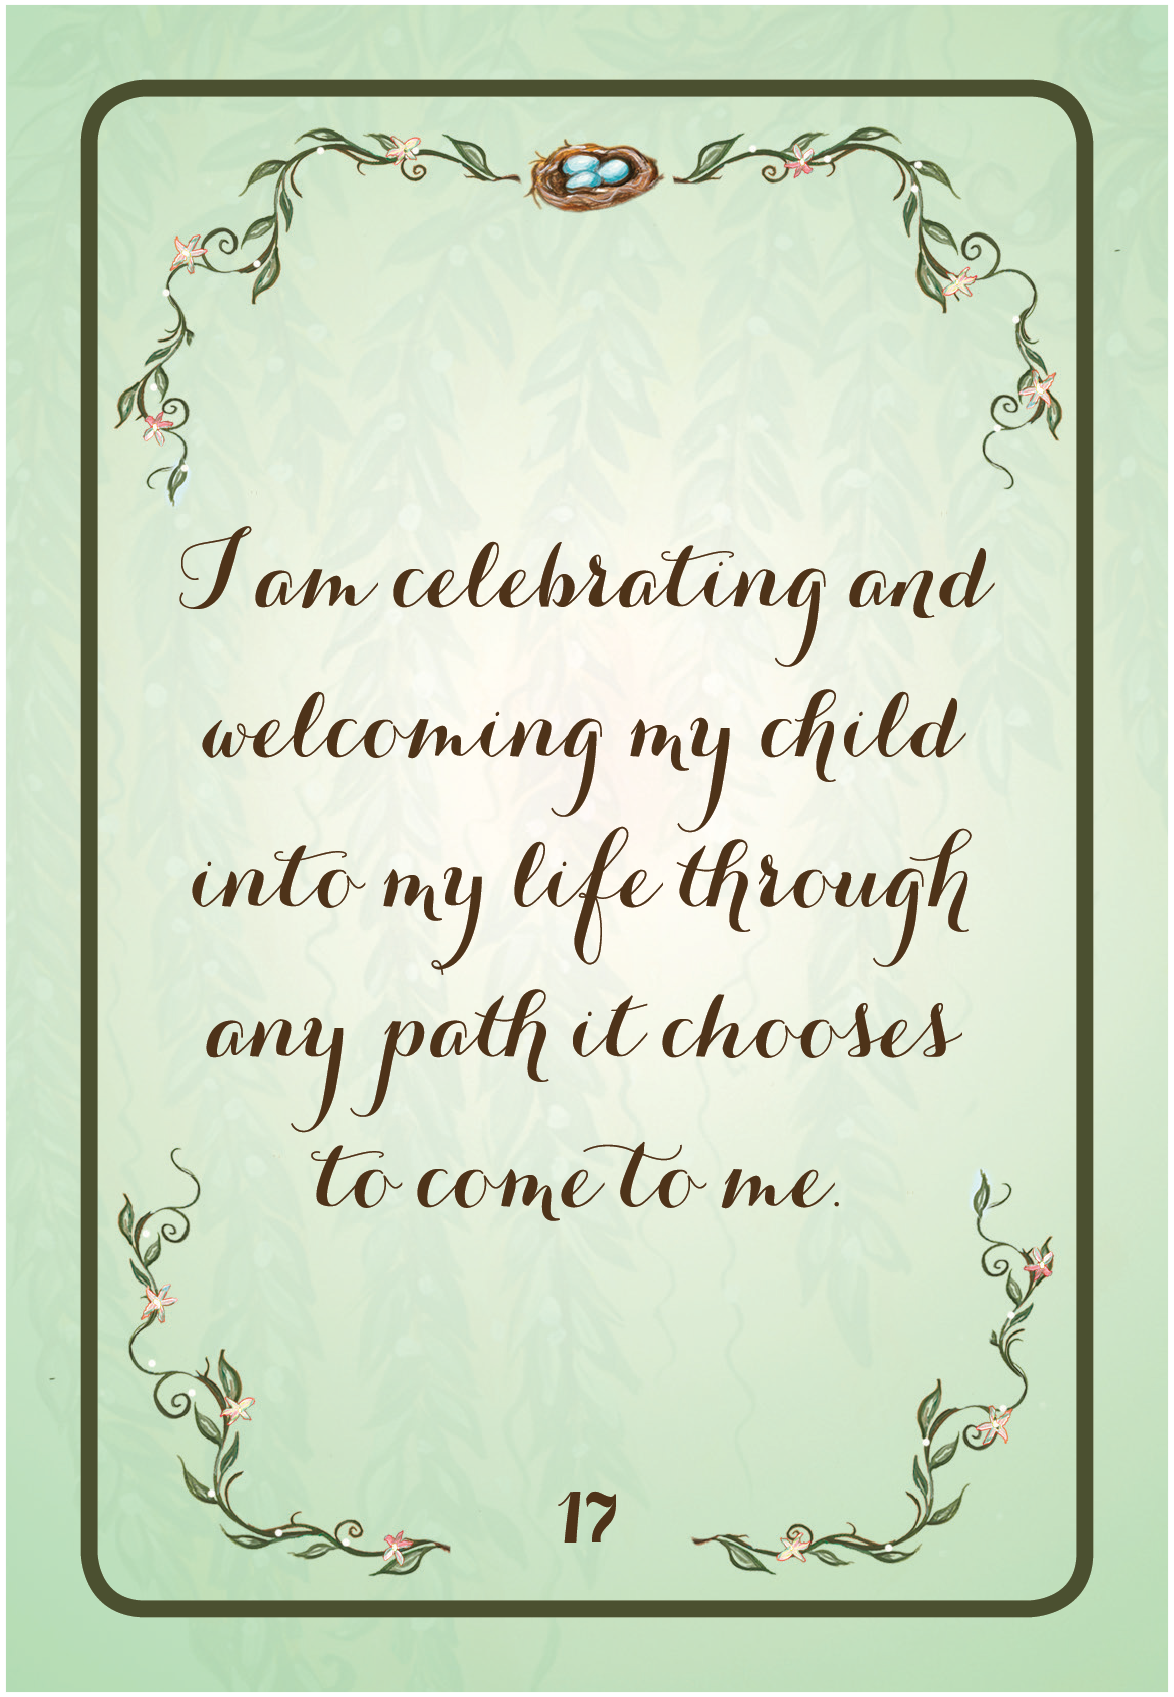 I am celebrating and
welcoming my child
into my life through
any path it chooses
to come to me.
17